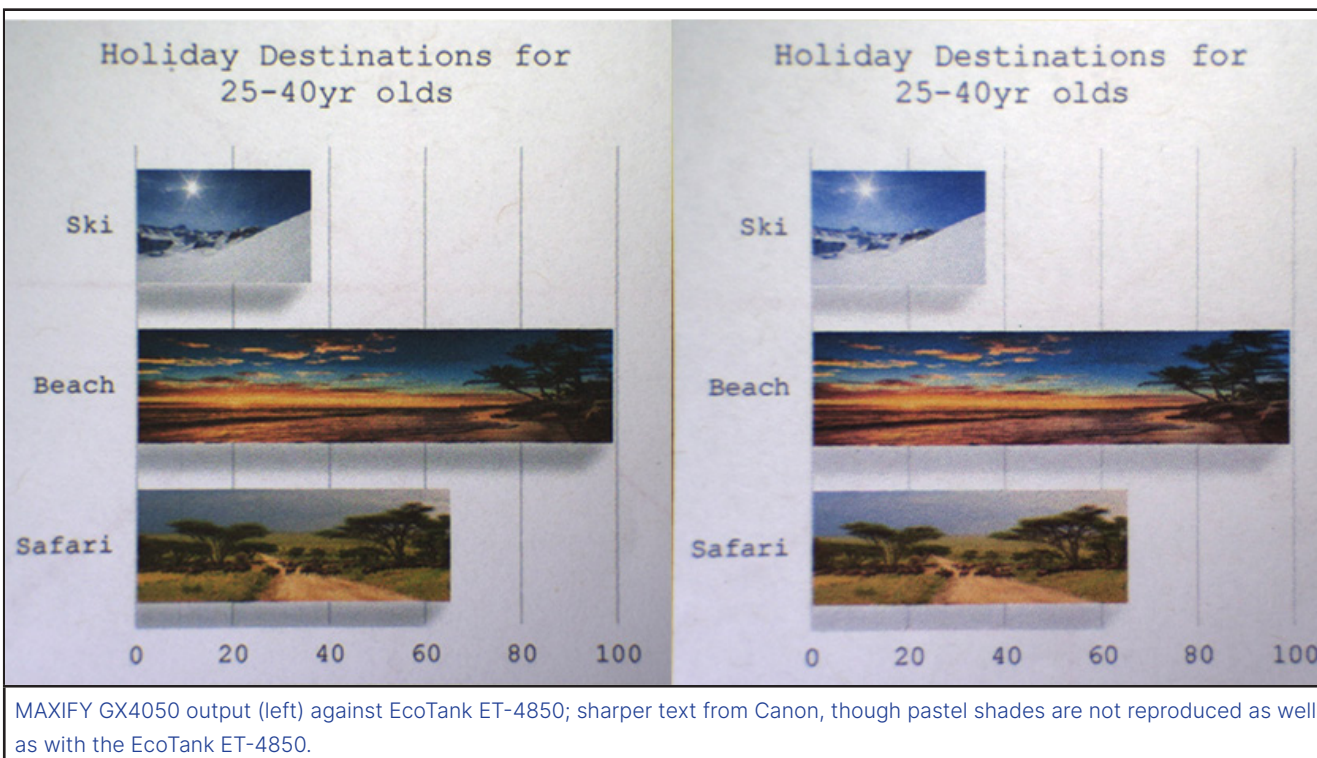 Holiday Destinations for
25-40yr olds
Ski
Beach
Safari
0 20 40 60 80 100
Holiday Destinations for
25-40yr olds
Ski
Beach
Safari
0 20 40 60 80 100
MAXIFY GX4050 output (left) against EcoTank ET-4850; sharper text from Canon, though pastel shades are not reproduced as well
as with the EcoTank ET-4850.